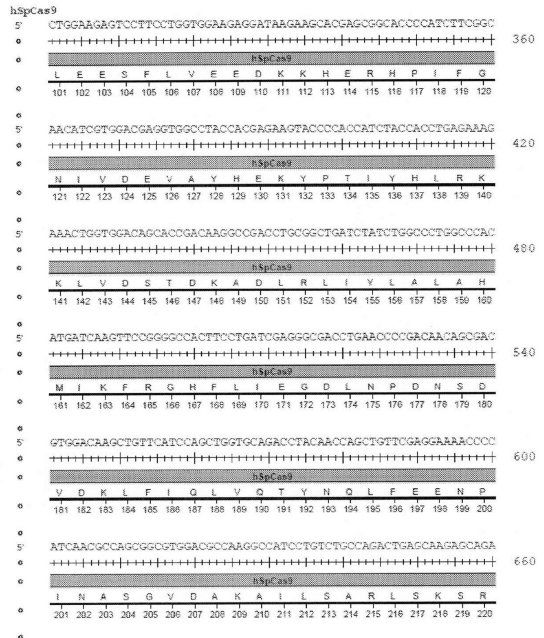 hSpCas9
5' CTGGAAGAGTCCTTCCTGGTGGAAGAGGATAAGAAGCACGAGCGGCACCCCATCTTCGGC
360
hSpCas9
L E E S F L V E E D K K H E R H P I F G
101 102 103 104 105 106 107 108 109 110 111 112 113 114 115 116 117 118 119 120
5' AACATCGTGGACGAGGTGGCCTACCACGAGAAGTACCCCACCATCTACCACCTGAGAAAG
420
hSpCas9
N I V D E V A Y H E K Y P T I Y H L R K
121 122 123 124 125 126 127 128 129 130 131 132 133 134 135 136 137 138 139 140
5' AAACTGGTGGACAGCACCGACAAGGCCGACCTGCGGCTGATCTATCTGGCCCTGGCCCAC
480
hSpCas9
K L V D S T D K A D L R L I Y L A L A H
141 142 143 144 145 146 147 148 149 150 151 152 153 154 155 156 157 158 159 160
5' ATGATCAAGTTCCGGGGCCACTTCCTGATCGAGGGCGACCTGAACCCCGACAACAGCGAC
540
hSpCas9
M I K F R G H F L I E G D L N P D N S D
161 162 163 164 165 166 167 168 169 170 171 172 173 174 175 176 177 178 179 180
5' GTGGACAAGCTGTTCATCCAGCTGGTGCAGACCTACAACCAGCTGTTCGAGGAAAACCCC
600
hSpCas9
V D K L F I Q L V Q T Y N Q L F E E N P
181 182 183 184 185 186 187 188 189 190 191 192 193 194 195 196 197 198 199 200
5' ATCAACGCCAGCGGCGTGGACGCCAAGGCCATCCTGTCTGCCAGACTGAGCAAGAGCAGA
660
hSpCas9
I N A S G V D A K A I L S A R L S K S R
201 202 203 204 205 206 207 208 209 210 211 212 213 214 215 216 217 218 219 220